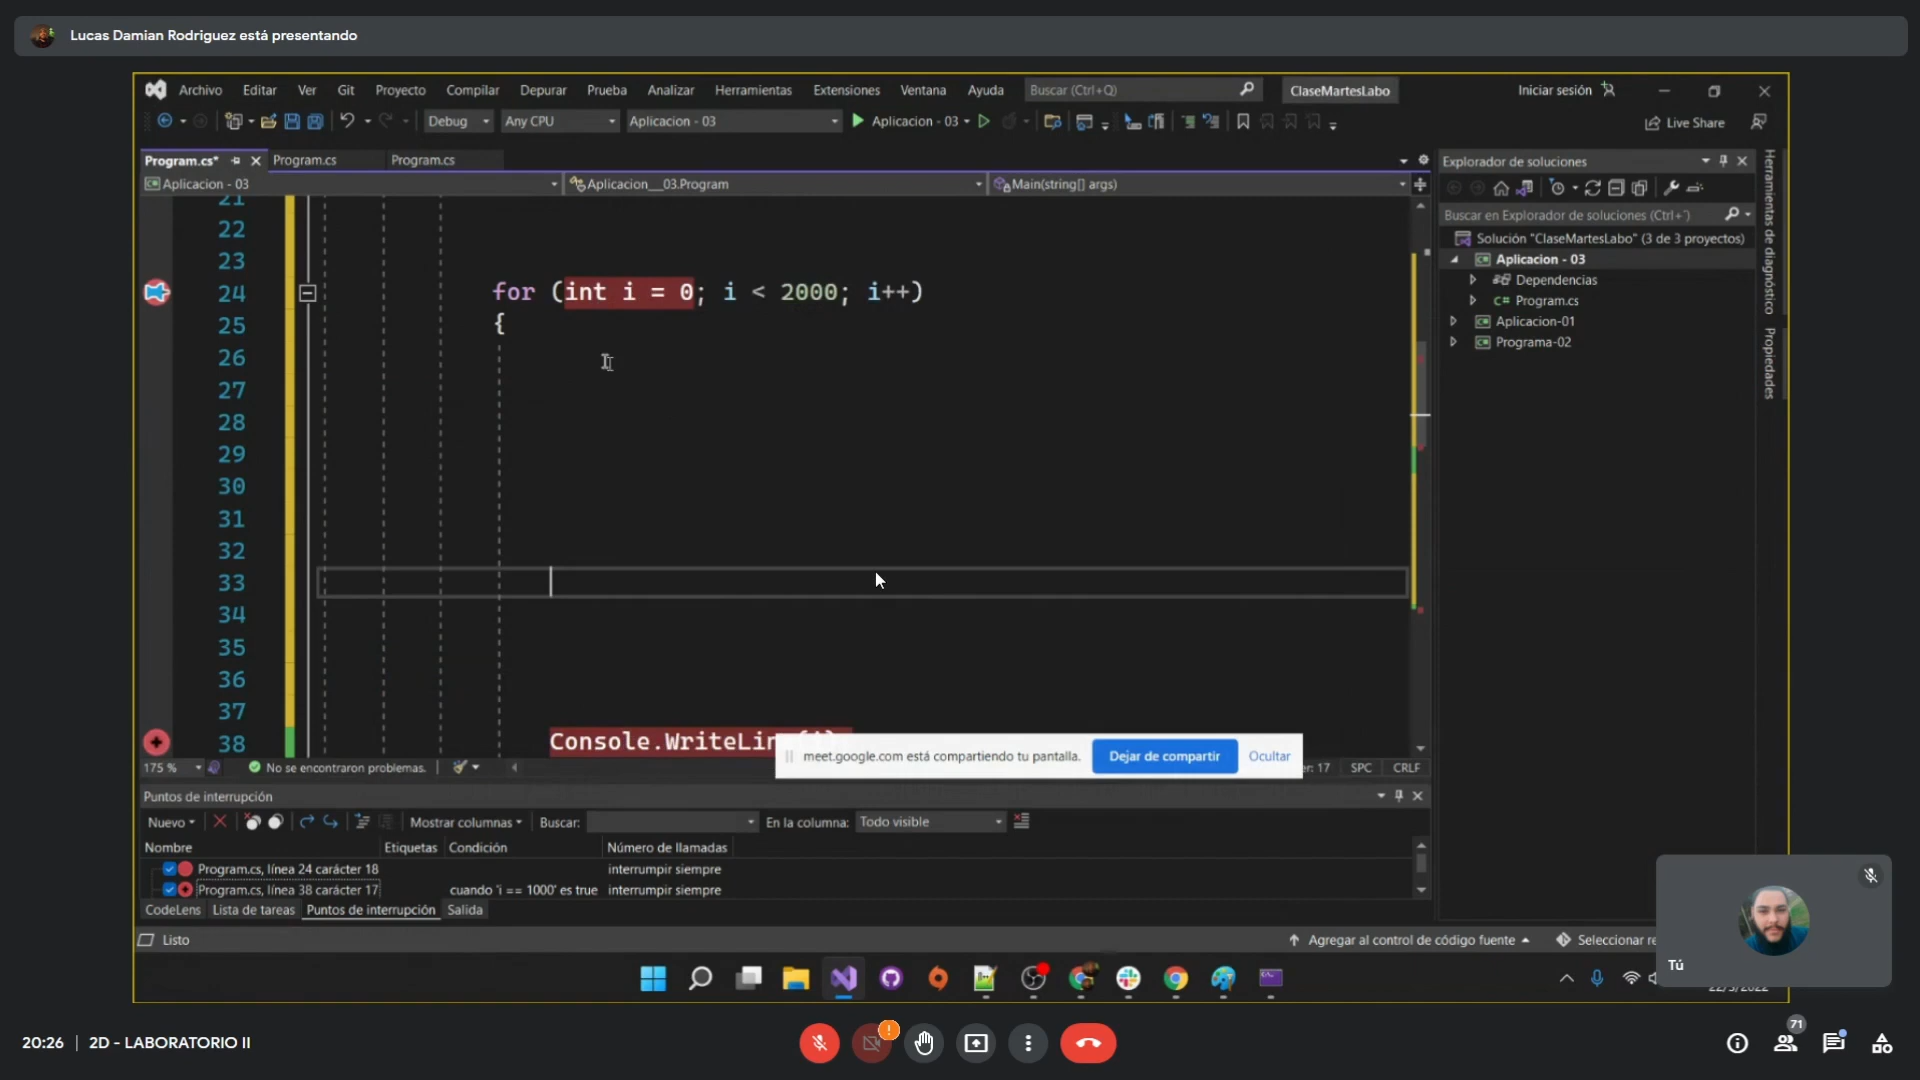 Lucas Damian Rodriguez está presentando
Archivo Editar Ver Git Proyecto Compilar Depurar Prueba Analizar Herramientas Extensiones Ventana Ayuda Buscar (Ctrl+Q) ClaseMartesLabo Iniciar sesión
Debug Any CPU Aplicacion - 03 Aplicacion - 03 Live Share
Program.cs* Program.cs Program.cs
Aplicacion - 03 Aplicacion__03.Program Main(string[] args)
21
22
23
24 for (int i = 0; i < 2000; i++)
25 {
26
27
28
29
30
31
32
33
34
35
36
37
38 Console.WriteLin
175 % No se encontraron problemas. : 17 SPC CRLF
meet.google.com está compartiendo tu pantalla. Dejar de compartir Ocultar
Explorador de soluciones
Buscar en Explorador de soluciones (Ctrl+´)
Solución "ClaseMartesLabo" (3 de 3 proyectos)
Aplicacion - 03
Dependencias
C# Program.cs
Aplicacion-01
Programa-02
Herramientas de diagnóstico
Propiedades
Puntos de interrupción
Nuevo Mostrar columnas Buscar: En la columna: Todo visible
Nombre Etiquetas Condición Número de llamadas
Program.cs, línea 24 carácter 18 interrumpir siempre
Program.cs, línea 38 carácter 17 cuando 'i == 1000' es true interrumpir siempre
CodeLens Lista de tareas Puntos de interrupción Salida
Listo Agregar al control de código fuente Seleccionar re
Tú
20:26 | 2D - LABORATORIO II
71